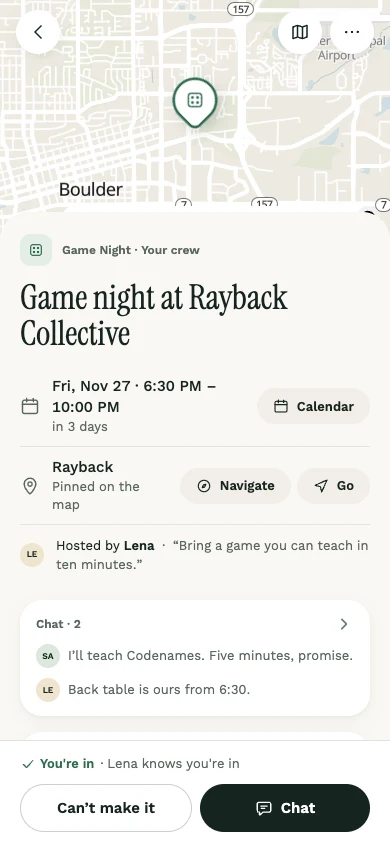 157
Airport
Boulder
7
157
7
Game Night · Your crew
Game night at Rayback
Collective
Fri, Nov 27 · 6:30 PM –
10:00 PM
in 3 days
Calendar
Rayback
Pinned on the
map
Navigate
Go
LE
Hosted by Lena · “Bring a game you can teach in
ten minutes.”
Chat · 2
SA
I’ll teach Codenames. Five minutes, promise.
LE
Back table is ours from 6:30.
You're in · Lena knows you're in
Can’t make it
Chat